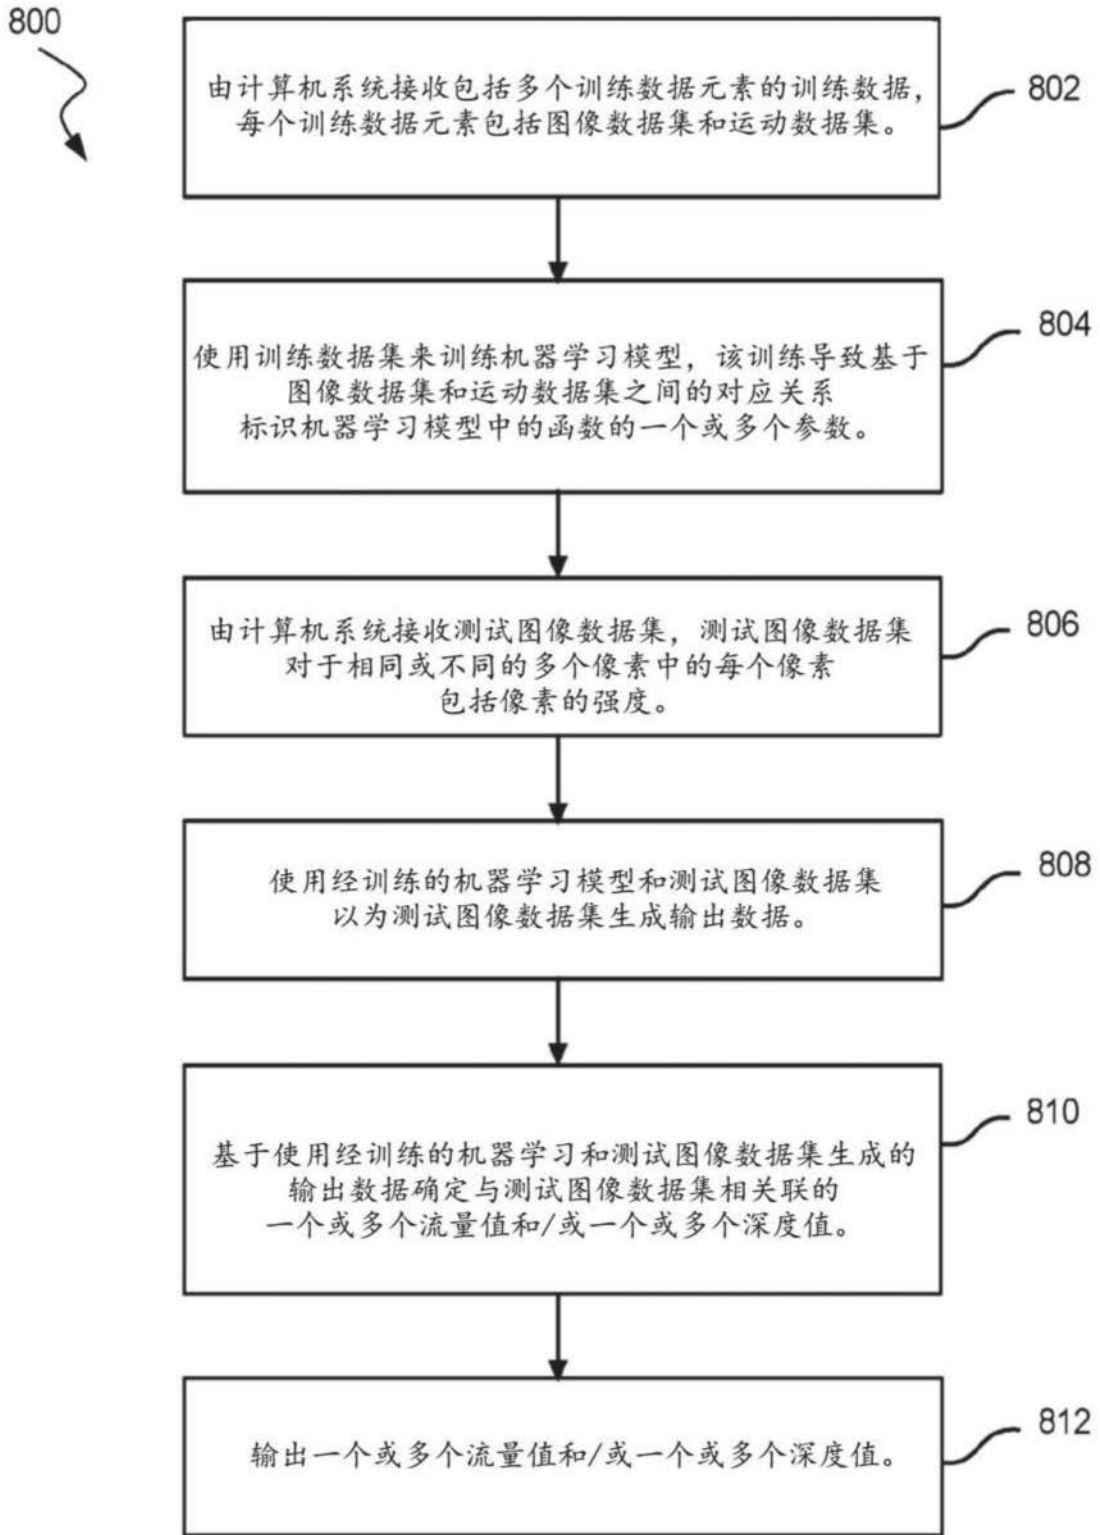 800
由计算机系统接收包括多个训练数据元素的训练数据,
每个训练数据元素包括图像数据集和运动数据集。
802
使用训练数据集来训练机器学习模型，该训练导致基于
图像数据集和运动数据集之间的对应关系
标识机器学习模型中的函数的一个或多个参数。
804
由计算机系统接收测试图像数据集，测试图像数据集
对于相同或不同的多个像素中的每个像素
包括像素的强度。
806
使用经训练的机器学习模型和测试图像数据集
以为测试图像数据集生成输出数据。
808
基于使用经训练的机器学习和测试图像数据集生成的
输出数据确定与测试图像数据集相关联的
一个或多个流量值和/或一个或多个深度值。
810
输出一个或多个流量值和/或一个或多个深度值。
812